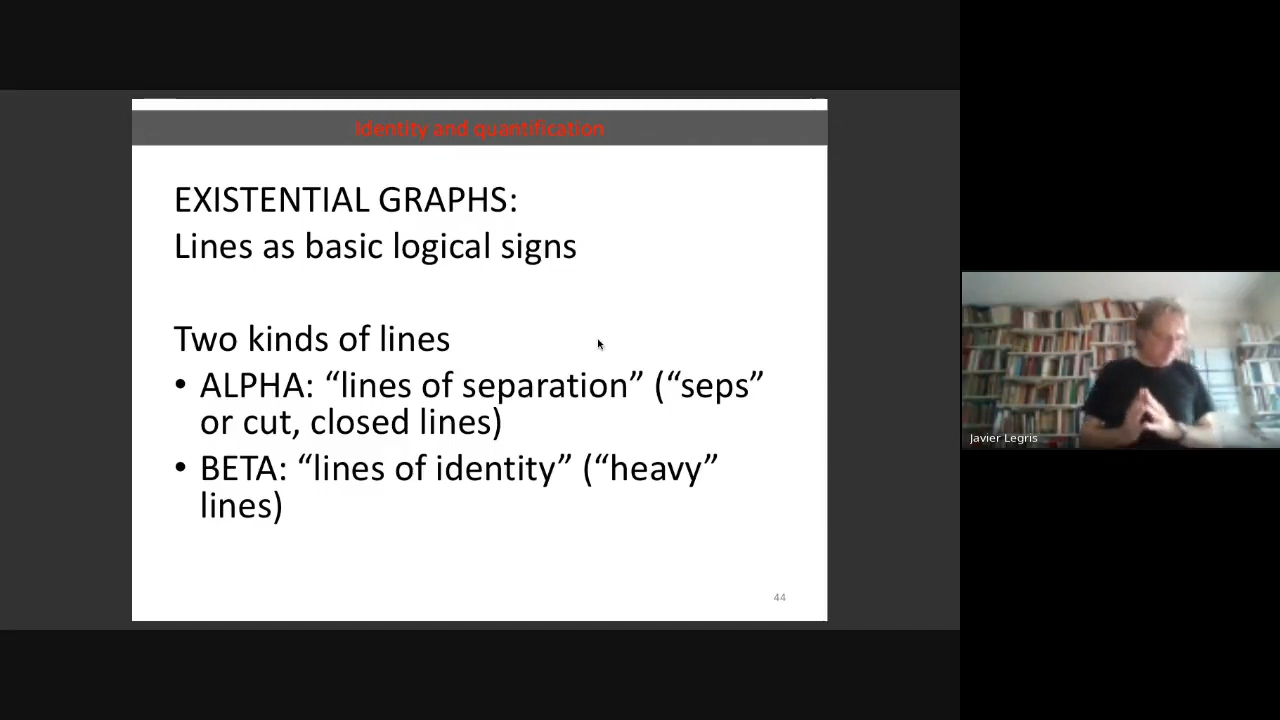 Identity and quantification
EXISTENTIAL GRAPHS:
Lines as basic logical signs
Two kinds of lines
• ALPHA: “lines of separation” (“seps”
or cut, closed lines)
• BETA: “lines of identity” (“heavy”
lines)
44
Javier Legris